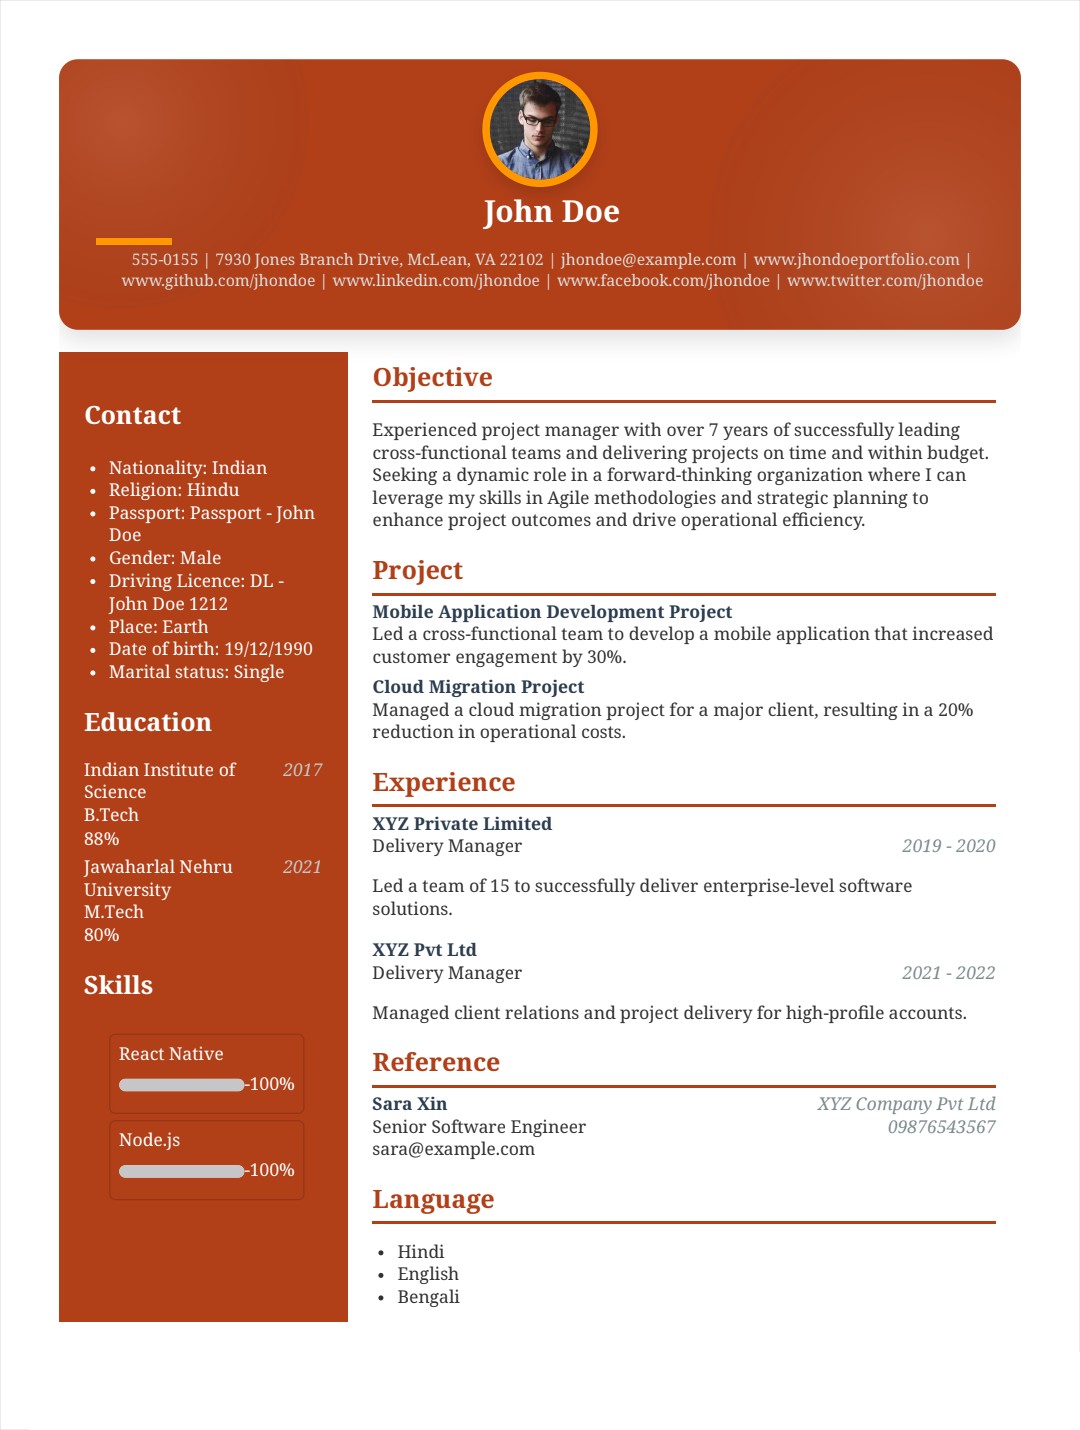 John Doe
555-0155 | 7930 Jones Branch Drive, McLean, VA 22102 | jhondoe@example.com | www.jhondoeportfolio.com |
www.github.com/jhondoe | www.linkedin.com/jhondoe | www.facebook.com/jhondoe | www.twitter.com/jhondoe
Contact
• Nationality: Indian
• Religion: Hindu
• Passport: Passport - John
Doe
• Gender: Male
• Driving Licence: DL -
John Doe 1212
• Place: Earth
• Date of birth: 19/12/1990
• Marital status: Single
Education
Indian Institute of 2017
Science
B.Tech
88%
Jawaharlal Nehru 2021
University
M.Tech
80%
Skills
React Native
-100%
Node.js
-100%
Objective
Experienced project manager with over 7 years of successfully leading
cross-functional teams and delivering projects on time and within budget.
Seeking a dynamic role in a forward-thinking organization where I can
leverage my skills in Agile methodologies and strategic planning to
enhance project outcomes and drive operational efficiency.
Project
Mobile Application Development Project
Led a cross-functional team to develop a mobile application that increased
customer engagement by 30%.
Cloud Migration Project
Managed a cloud migration project for a major client, resulting in a 20%
reduction in operational costs.
Experience
XYZ Private Limited
Delivery Manager 2019 - 2020
Led a team of 15 to successfully deliver enterprise-level software
solutions.
XYZ Pvt Ltd
Delivery Manager 2021 - 2022
Managed client relations and project delivery for high-profile accounts.
Reference
Sara Xin XYZ Company Pvt Ltd
Senior Software Engineer 09876543567
sara@example.com
Language
• Hindi
• English
• Bengali